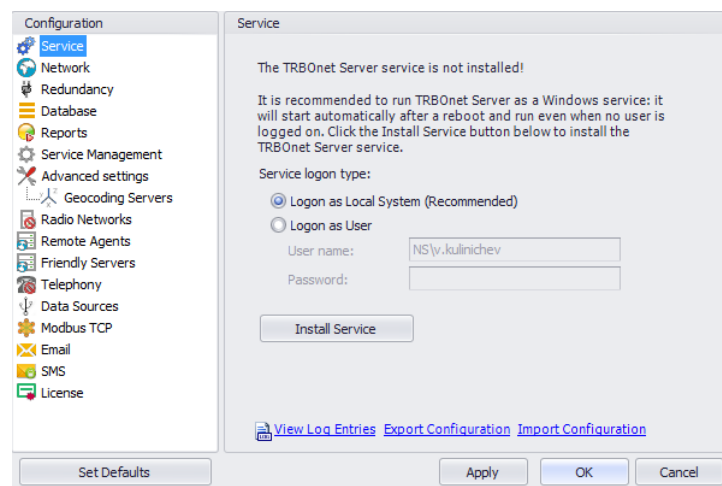 Configuration
Service
Network
Redundancy
Database
Reports
Service Management
Advanced settings
Geocoding Servers
Radio Networks
Remote Agents
Friendly Servers
Telephony
Data Sources
Modbus TCP
Email
SMS
License
Service
The TRBOnet Server service is not installed!
It is recommended to run TRBOnet Server as a Windows service: it
will start automatically after a reboot and run even when no user is
logged on. Click the Install Service button below to install the
TRBOnet Server service.
Service logon type:
Logon as Local System (Recommended)
Logon as User
User name: NS\v.kulinichev
Password:
Install Service
View Log Entries Export Configuration Import Configuration
Set Defaults Apply OK Cancel